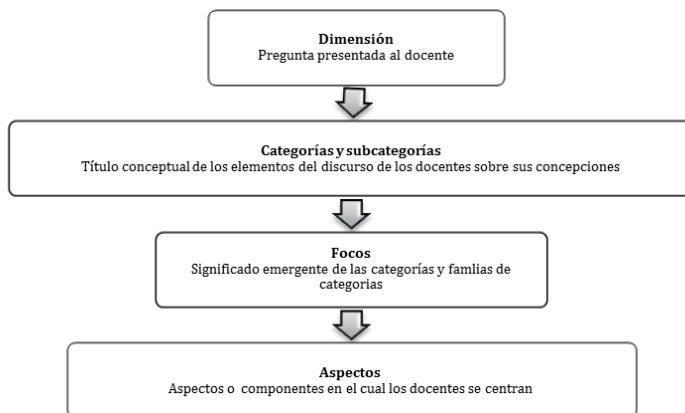 Dimensión
Pregunta presentada al docente
Categorías y subcategorías
Título conceptual de los elementos del discurso de los docentes sobre sus concepciones
Focos
Significado emergente de las categorías y famlias de
categorias
Aspectos
Aspectos o componentes en el cual los docentes se centran